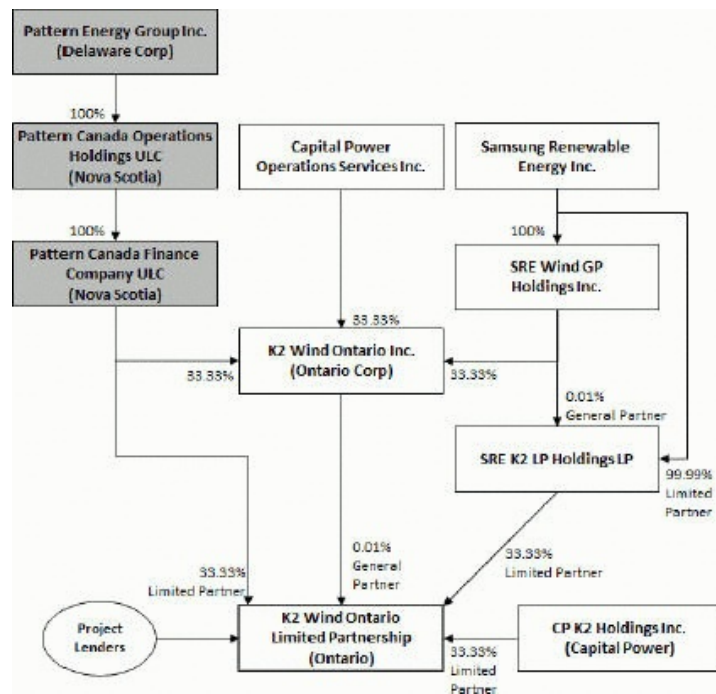 Pattern Energy Group Inc.
(Delaware Corp)
100%
Pattern Canada Operations
Holdings ULC
(Nova Scotia)
Capital Power
Operations Services Inc.
Samsung Renewable
Energy Inc.
100%
100%
Pattern Canada Finance
Company ULC
(Nova Scotia)
SRE Wind GP
Holdings Inc.
33.33%
K2 Wind Ontario Inc.
(Ontario Corp)
33.33%
33.33%
0.01%
General Partner
SRE K2 LP Holdings LP
99.99%
Limited
Partner
33.33%
Limited Partner
0.01%
General
Partner
33.33%
Limited Partner
Project
Lenders
K2 Wind Ontario
Limited Partnership
(Ontario)
33.33%
Limited
Partner
CP K2 Holdings Inc.
(Capital Power)